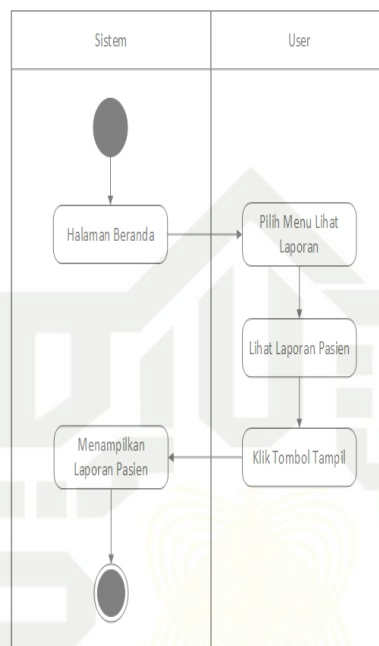 Sistem
User
Halaman Beranda
Pilih Menu Lihat
Laporan
Lihat Laporan Pasien
Klik Tombol Tampil
Menampilkan
Laporan Pasien